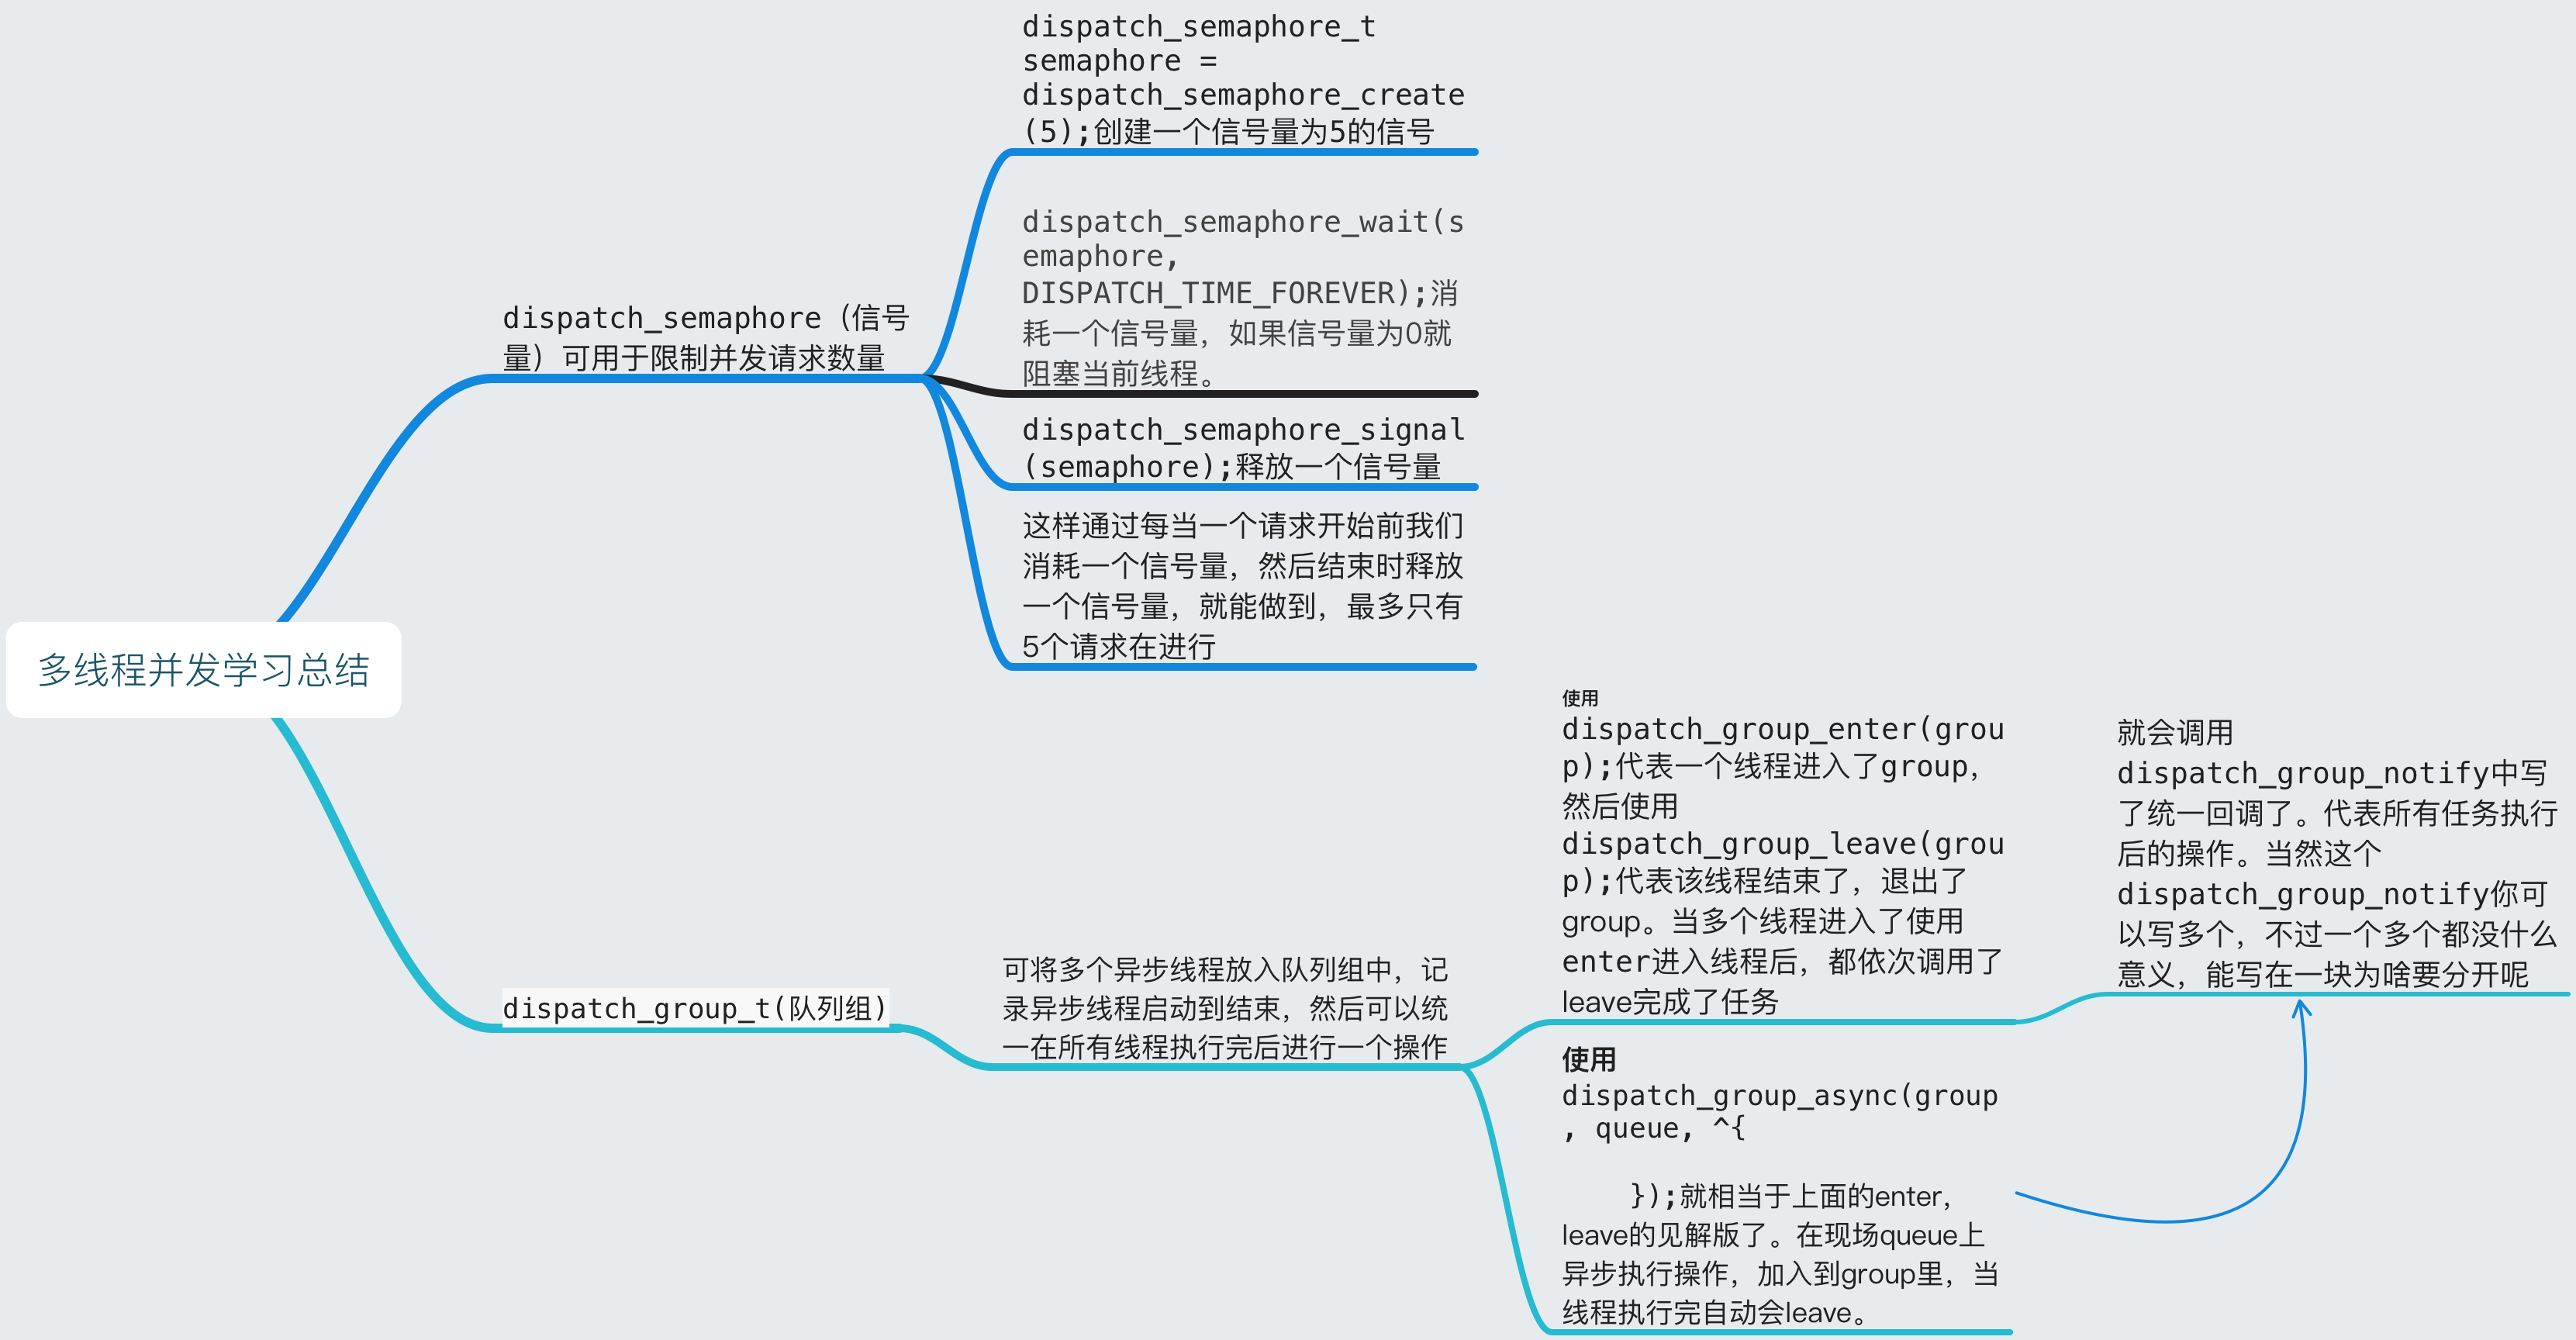 dispatch_semaphore_t
semaphore =
dispatch_semaphore_create
(5);创建一个信号量为5的信号
dispatch_semaphore_wait(s
emaphore,
DISPATCH_TIME_FOREVER);消
耗一个信号量，如果信号量为0就
阻塞当前线程。
dispatch_semaphore（信号
量）可用于限制并发请求数量
dispatch_semaphore_signal
(semaphore);释放一个信号量
这样通过每当一个请求开始前我们
消耗一个信号量，然后结束时释放
一个信号量，就能做到，最多只有
5个请求在进行
多线程并发学习总结
dispatch_group_t(队列组)
可将多个异步线程放入队列组中，记
录异步线程启动到结束，然后可以统
一在所有线程执行完后进行一个操作
使用
dispatch_group_enter(grou
p);代表一个线程进入了group，
然后使用
dispatch_group_leave(grou
p);代表该线程结束了，退出了
group。当多个线程进入了使用
enter进入线程后，都依次调用了
leave完成了任务
就会调用
dispatch_group_notify中写
了统一回调了。代表所有任务执行
后的操作。当然这个
dispatch_group_notify你可
以写多个，不过一个多个都没什么
意义，能写在一块为啥要分开呢
使用
dispatch_group_async(group
, queue, ^{
});就相当于上面的enter，
leave的见解版了。在现场queue上
异步执行操作，加入到group里，当
线程执行完自动会leave。